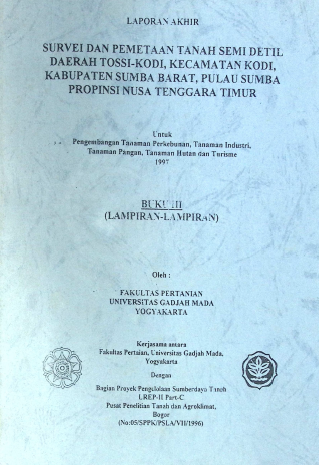 LAPORAN AKHIR
SURVEI DAN PEMETAAN TANAH SEMI DETIL
DAERAH TOSSI-KODI, KECAMATAN KODI,
KABUPATEN SUMBA BARAT, PULAU SUMBA
PROPINSI NUSA TENGGARA TIMUR
Untuk
Pengembangan Tanaman Perkebunan, Tanaman Industri,
Tanaman Pangan, Tanaman Hutan dan Turisme
1997
BUKU III
(LAMPIRAN-LAMPIRAN)
Oleh :
FAKULTAS PERTANIAN
UNIVERSITAS GADJAH MADA
YOGYAKARTA
Kerjasama antara
Fakultas Pertaian, Universitas Gadjah Mada,
Yogyakarta
Dengan
Bagian Proyek Pengelolaan Sumberdaya Tanah
LREP-II Part-C
Pusat Penelitian Tanah dan Agroklimat,
Bogor
(No:05/SPPK/PSLA/VII/1996)